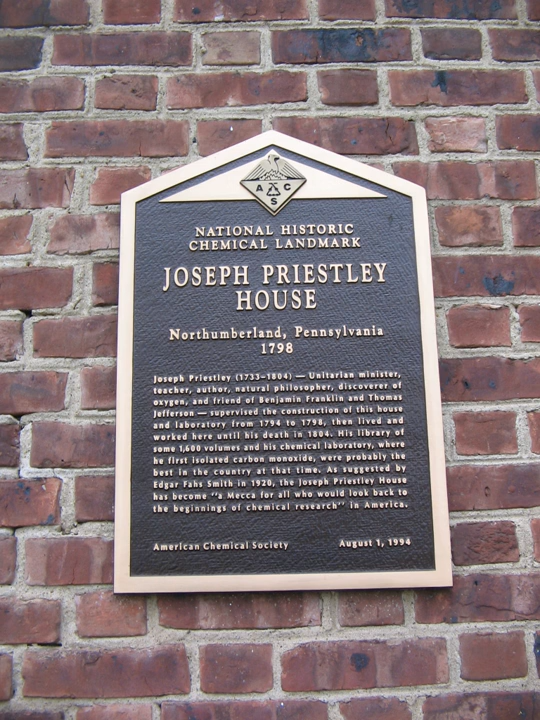 A C
S
NATIONAL HISTORIC
CHEMICAL LANDMARK
JOSEPH PRIESTLEY
HOUSE
Northumberland, Pennsylvania
1798
Joseph Priestley (1733–1804) — Unitarian minister,
teacher, author, natural philosopher, discoverer of
oxygen, and friend of Benjamin Franklin and Thomas
Jefferson — supervised the construction of this house
and laboratory from 1794 to 1798, then lived and
worked here until his death in 1804. His library of
some 1,600 volumes and his chemical laboratory, where
he first isolated carbon monoxide, were probably the
best in the country at that time. As suggested by
Edgar Fahs Smith in 1920, the Joseph Priestley House
has become "a Mecca for all who would look back to
the beginnings of chemical research" in America.
American Chemical Society August 1, 1994